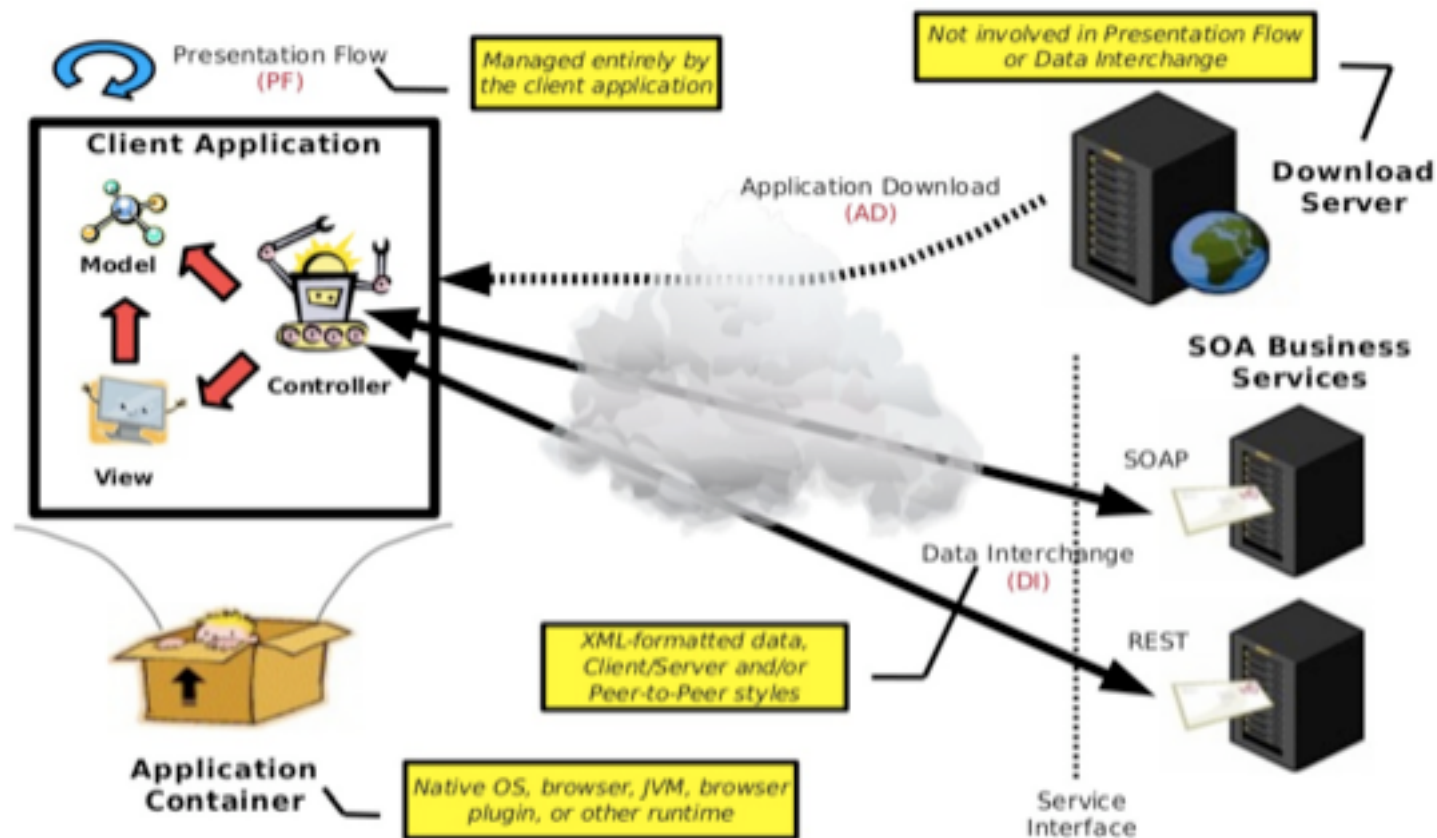 Presentation Flow
(PF)
Managed entirely by
the client application
Not involved in Presentation Flow
or Data Interchange
Client Application
Model
View
Controller
Application Download
(AD)
Download
Server
SOA Business
Services
SOAP
Data Interchange
(DI)
REST
XML-formatted data,
Client/Server and/or
Peer-to-Peer styles
Application
Container
Native OS, browser, JVM, browser
plugin, or other runtime
Service
Interface